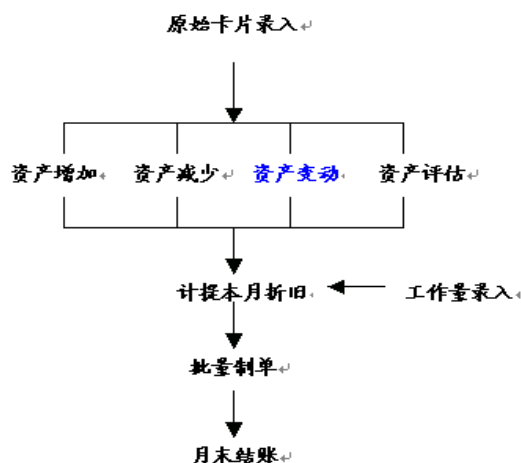 原始卡片录入
资产增加 资产减少 资产变动 资产评估
计提本月折旧 工作量录入
批量制单
月末结账